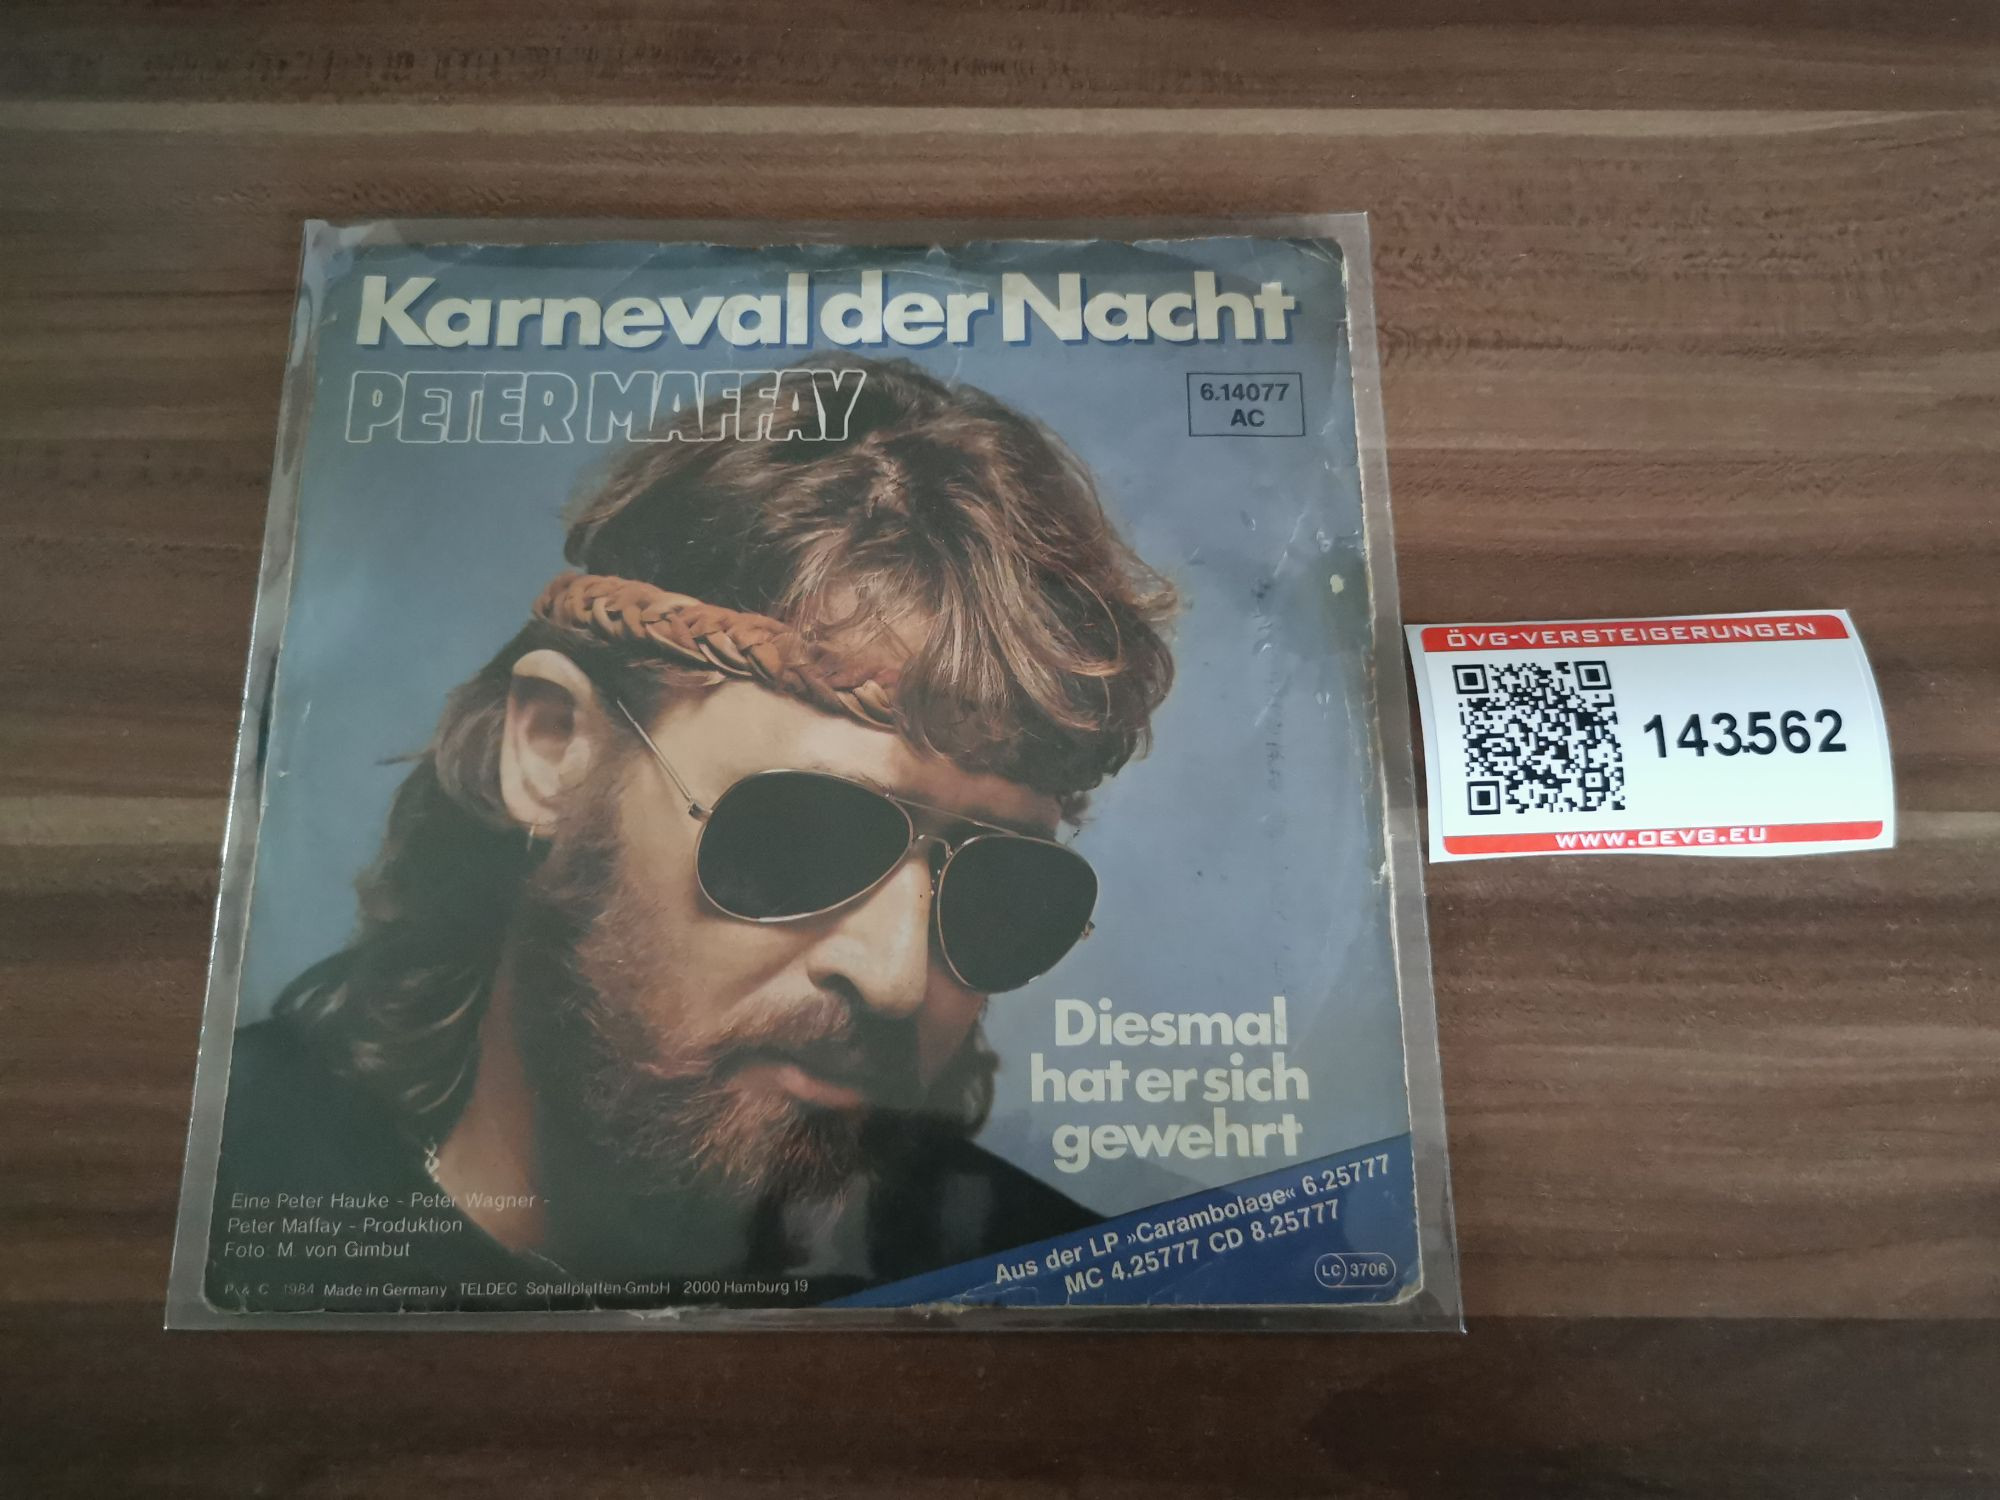 Karneval der Nacht
PETER MAFFAY
6.14077
AC
Diesmal
hat er sich
gewehrt
Eine Peter Hauke - Peter Wagner -
Peter Maffay - Produktion
Foto: M. von Gimbut
Aus der LP »Carambolage« 6.25777
MC 4.25777 CD 8.25777
LC 3706
P & C 1984 Made in Germany TELDEC Schallplatten-GmbH 2000 Hamburg 19
ÖVG-VERSTEIGERUNGEN
143.562
WWW.OEVG.EU